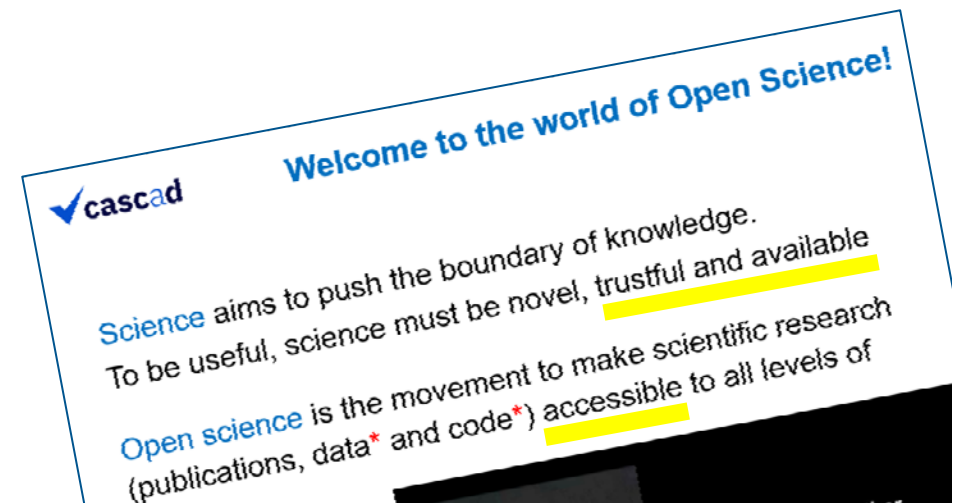 Welcome to the world of Open Science!
cascad
Science aims to push the boundary of knowledge.
To be useful, science must be novel, trustful and available
Open science is the movement to make scientific research
(publications, data* and code*) accessible to all levels of